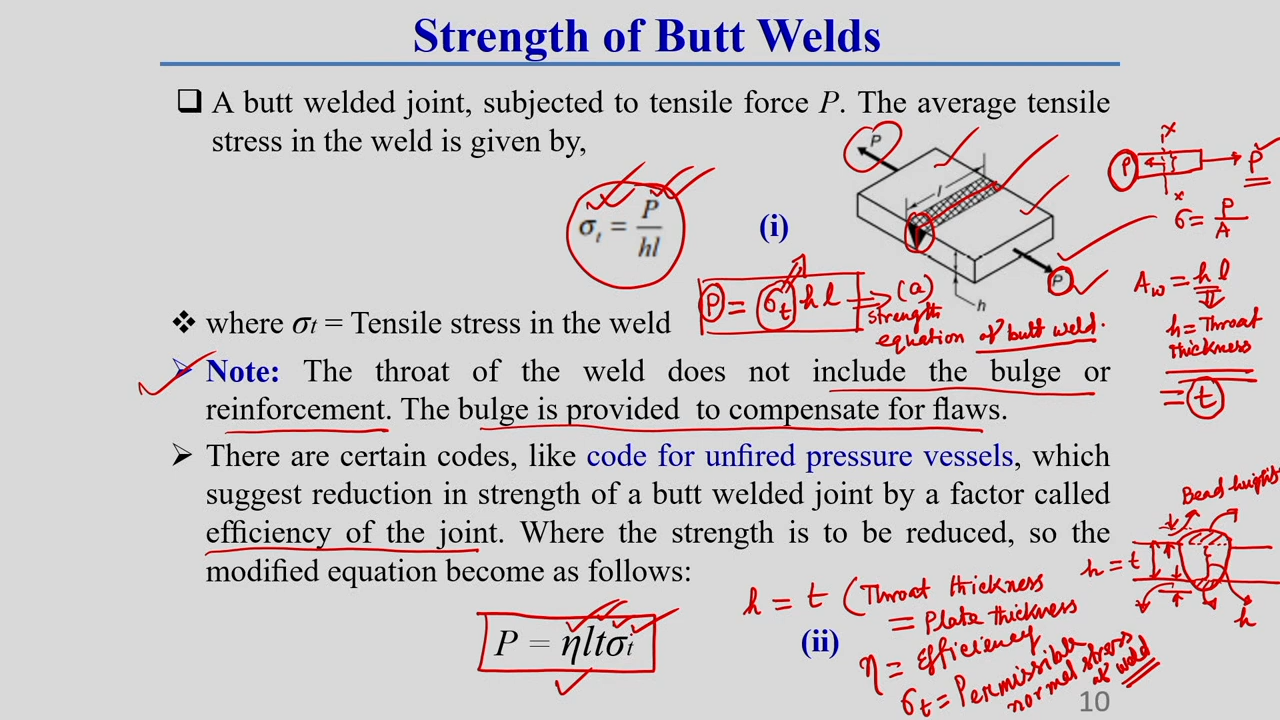 Strength of Butt Welds
❑ A butt welded joint, subjected to tensile force P. The average tensile
stress in the weld is given by,
σt = P/hl
(i)
P
l
P
h
x
P
P
x
σ = P/A
Aw = h l
h = Throat
thickness
= t
P = σt h l ⇒ (a)
strength
equation of butt weld.
❖ where σt = Tensile stress in the weld
➤ Note: The throat of the weld does not include the bulge or
reinforcement. The bulge is provided to compensate for flaws.
➤ There are certain codes, like code for unfired pressure vessels, which
suggest reduction in strength of a butt welded joint by a factor called
efficiency of the joint. Where the strength is to be reduced, so the
modified equation become as follows:
Bead height
h = t
h
P = ηltσt
(ii)
h = t (Throat thickness
= Plate thickness
η = Efficiency
σt = Permissible
normal stress
of weld
10